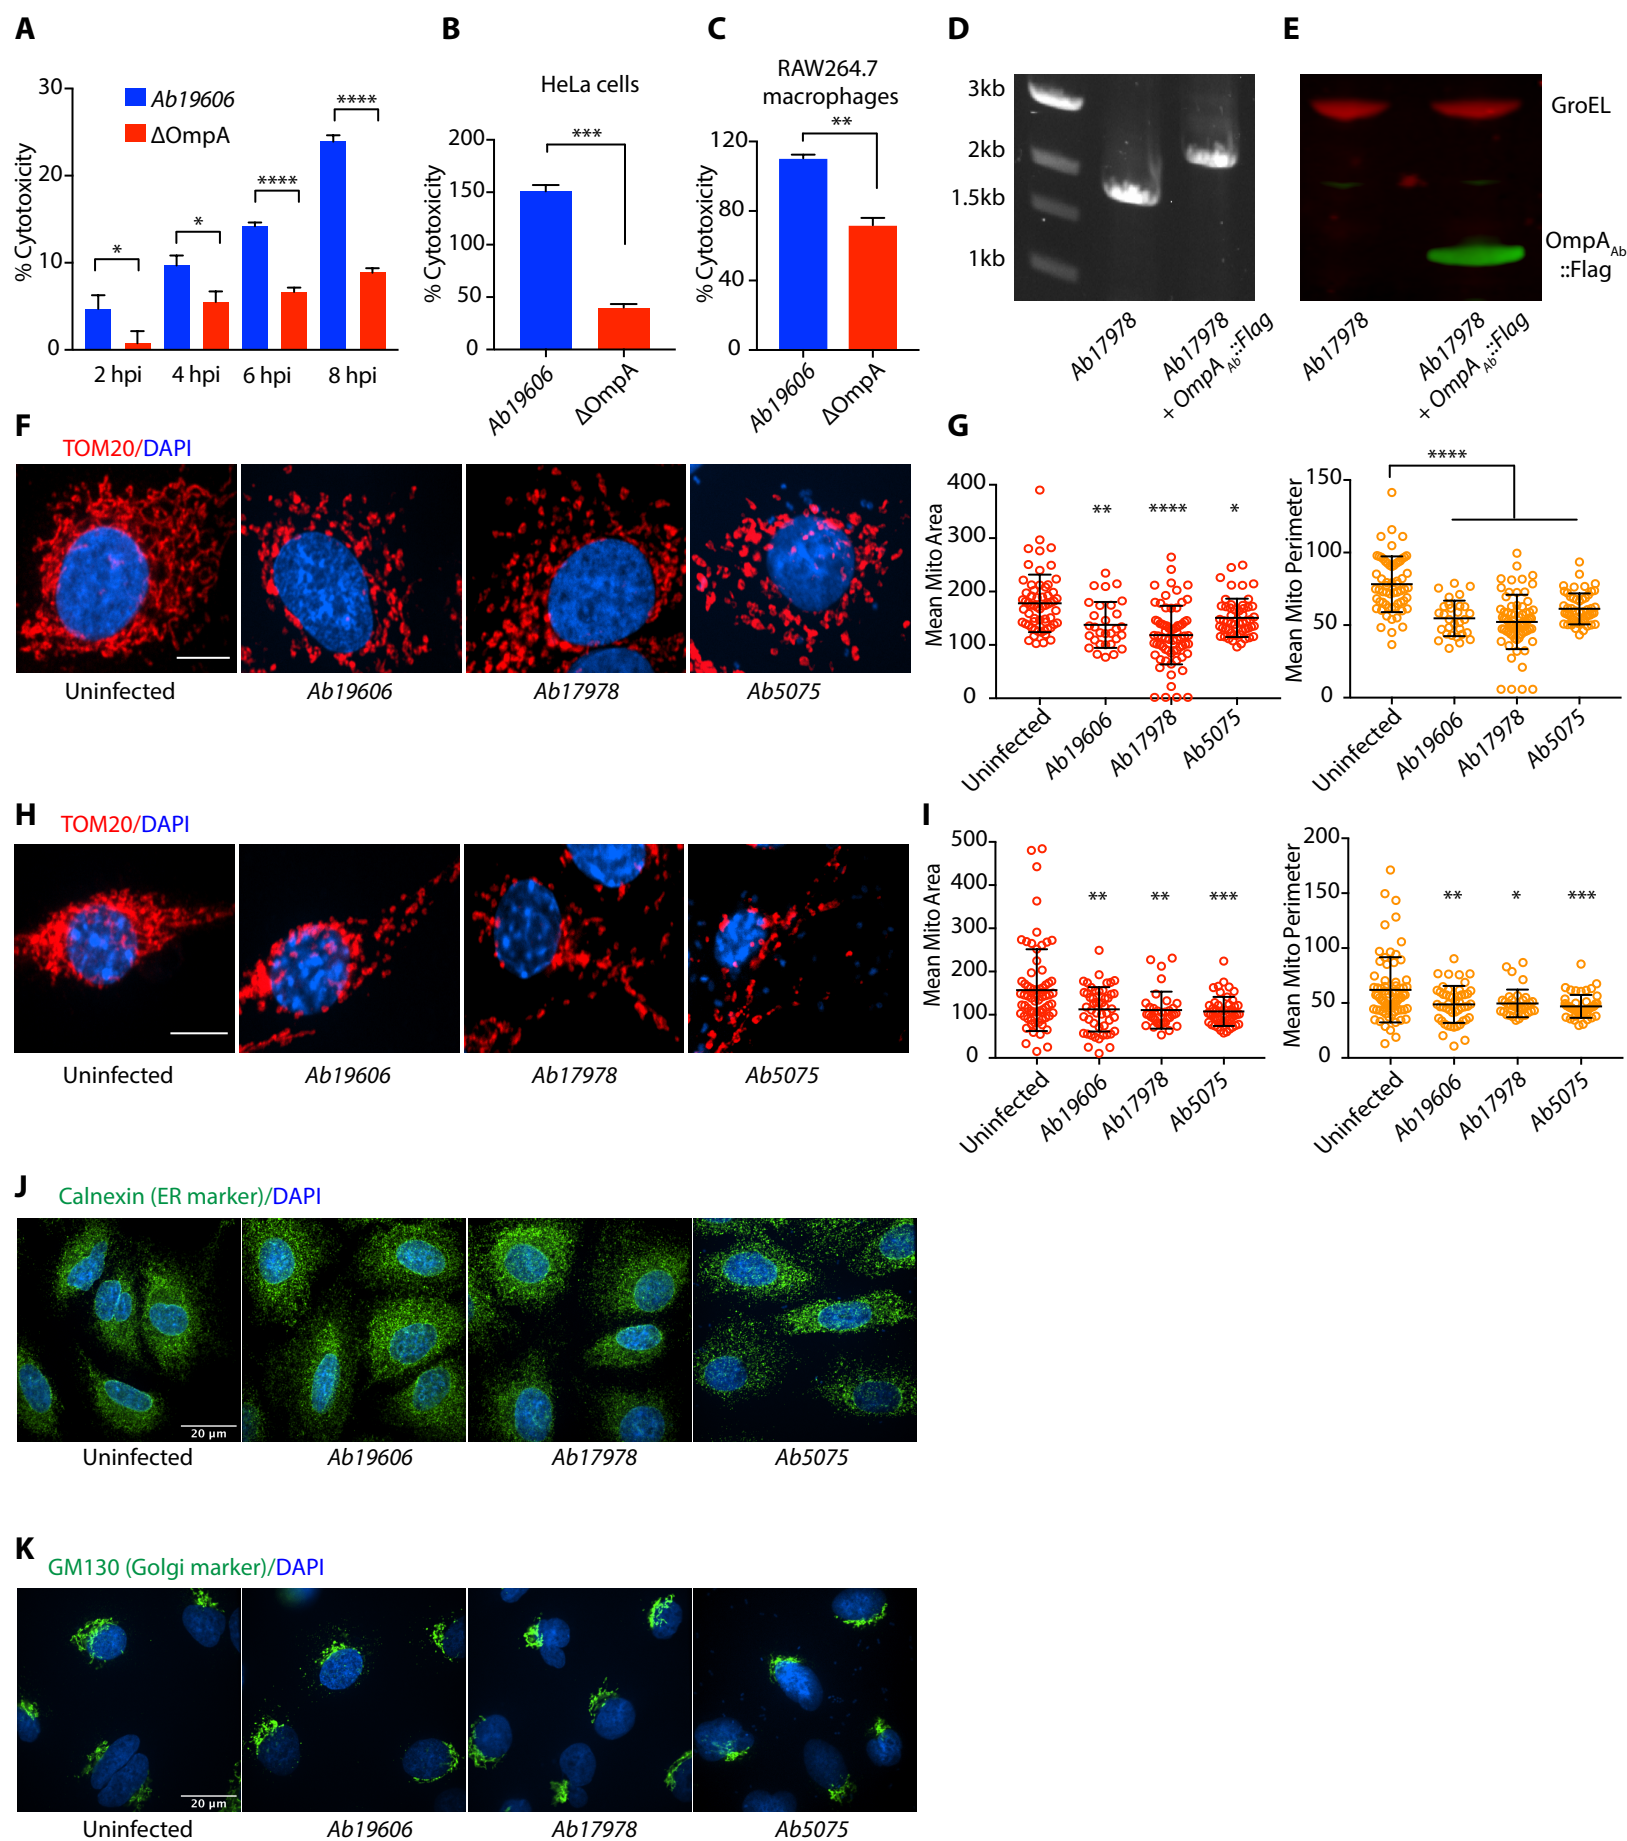 A
30
20
10
0
% Cytotoxicity
Ab19606
ΔOmpA
*
*
****
****
2 hpi
4 hpi
6 hpi
8 hpi
B
HeLa cells
200
150
100
50
0
% Cytotoxicity
***
Ab19606
ΔOmpA
C
RAW264.7
macrophages
120
80
40
0
% Cytotoxicity
**
Ab19606
ΔOmpA
D
3kb
2kb
1.5kb
1kb
Ab17978
Ab17978
+ OmpAAb::Flag
E
GroEL
OmpAAb
::Flag
Ab17978
Ab17978
+ OmpAAb::Flag
F
TOM20/DAPI
Uninfected
Ab19606
Ab17978
Ab5075
G
400
300
200
100
0
Mean Mito Area
**
****
*
Uninfected
Ab19606
Ab17978
Ab5075
150
100
50
0
Mean Mito Perimeter
****
Uninfected
Ab19606
Ab17978
Ab5075
H
TOM20/DAPI
Uninfected
Ab19606
Ab17978
Ab5075
I
500
400
300
200
100
0
Mean Mito Area
**
**
***
Uninfected
Ab19606
Ab17978
Ab5075
200
150
100
50
0
Mean Mito Perimeter
**
*
***
Uninfected
Ab19606
Ab17978
Ab5075
J
Calnexin (ER marker)/DAPI
20 µm
Uninfected
Ab19606
Ab17978
Ab5075
K
GM130 (Golgi marker)/DAPI
20 µm
Uninfected
Ab19606
Ab17978
Ab5075